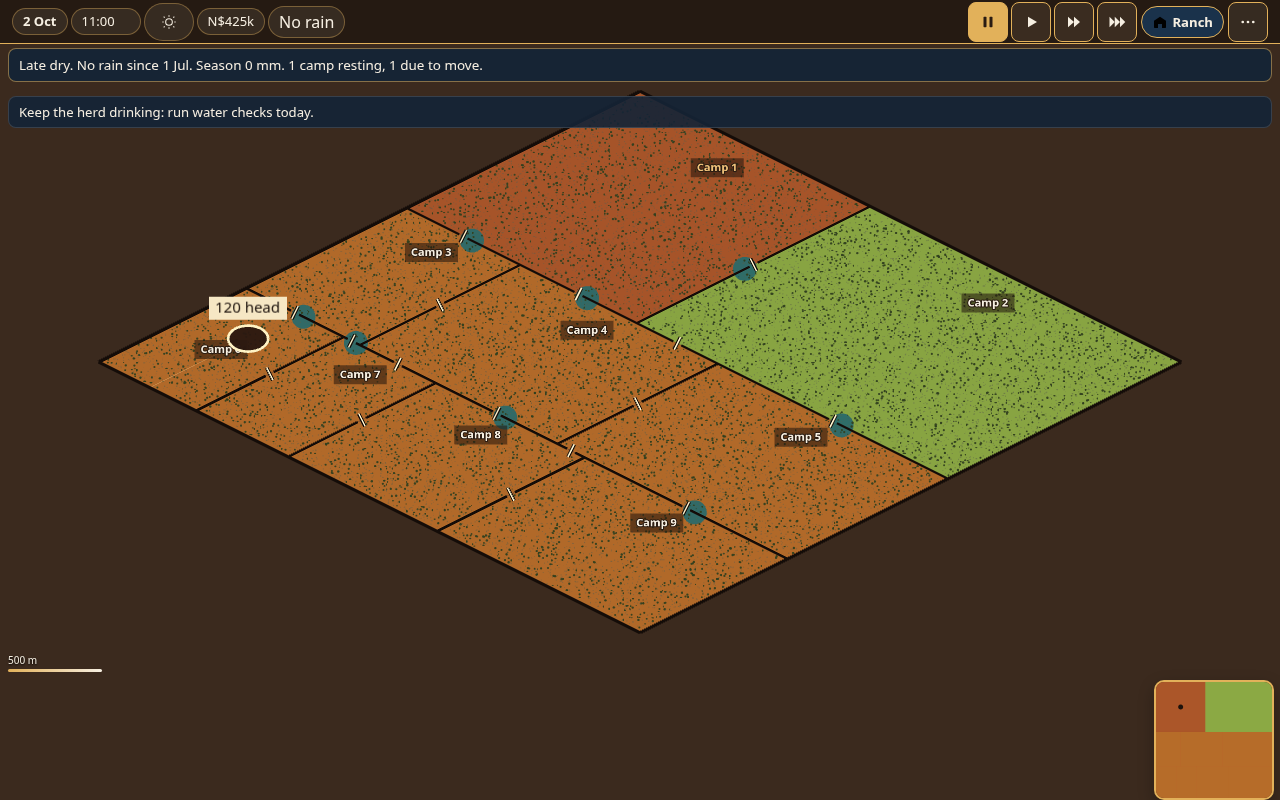 2 Oct
11:00
N$425k
No rain
Ranch
Late dry. No rain since 1 Jul. Season 0 mm. 1 camp resting, 1 due to move.
Keep the herd drinking: run water checks today.
Camp 1
Camp 3
Camp 2
120 head
Camp 4
Camp
Camp 7
Camp 8
Camp 5
Camp 9
500 m